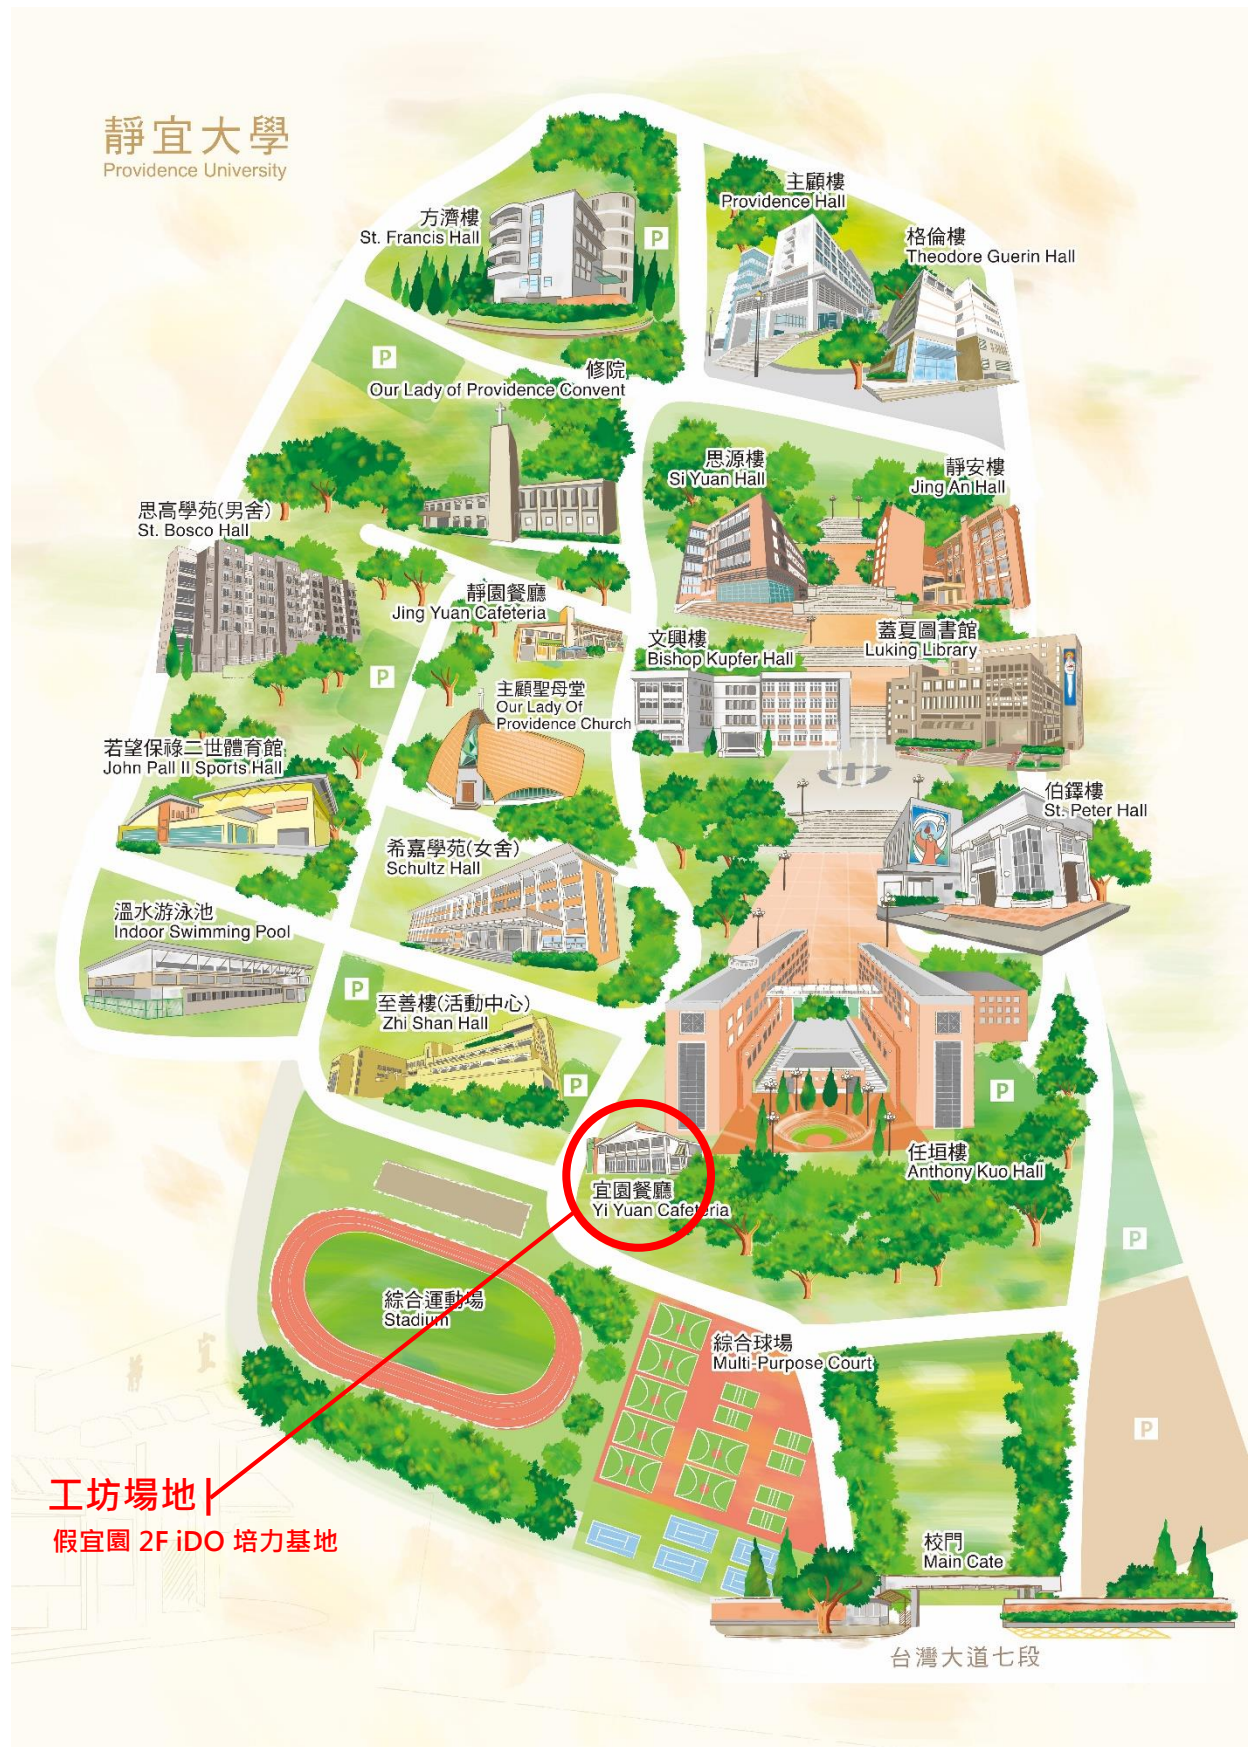 靜宜大學
Providence University
主顧樓
Providence Hall
方濟樓
St. Francis Hall
P
格倫樓
Theodore Guerin Hall
P
修院
Our Lady of Providence Convent
思源樓
Si Yuan Hall
靜安樓
Jing An Hall
思高學苑(男舍)
St. Bosco Hall
靜園餐廳
Jing Yuan Cafeteria
文興樓
Bishop Kupfer Hall
蓋夏圖書館
Luking Library
P
主顧聖母堂
Our Lady Of
Providence Church
若望保祿二世體育館
John Pall II Sports Hall
伯鐸樓
St. Peter Hall
希嘉學苑(女舍)
Schultz Hall
溫水游泳池
Indoor Swimming Pool
P
至善樓(活動中心)
Zhi Shan Hall
P
P
任垣樓
Anthony Kuo Hall
宜園餐廳
Yi Yuan Cafeteria
P
綜合運動場
Stadium
綜合球場
Multi-Purpose Court
P
工坊場地
假宜園 2F iDO 培力基地
校門
Main Cate
台灣大道七段